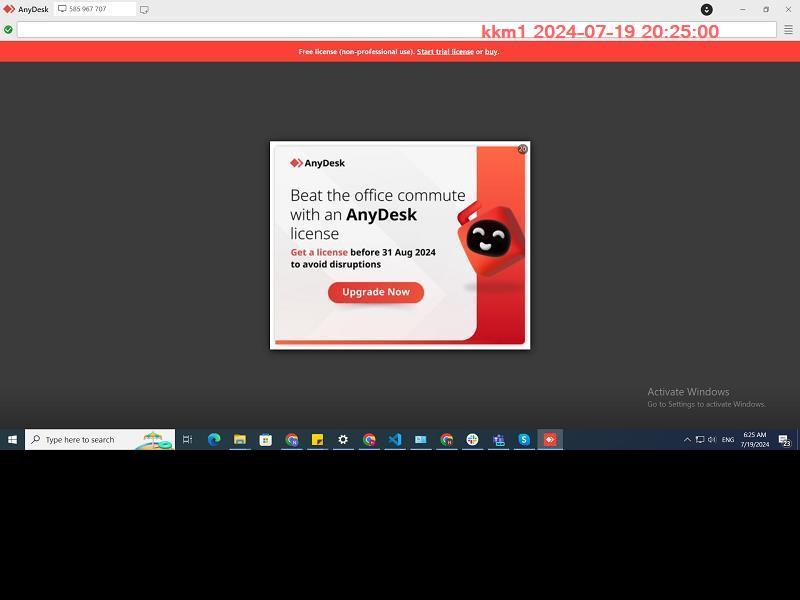 AnyDesk
585 967 707
kkm1 2024-07-19 20:25:00
Free license (non-professional use). Start trial license or buy.
20
AnyDesk
Beat the office commute
with an AnyDesk
license
Get a license before 31 Aug 2024
to avoid disruptions
Upgrade Now
Activate Windows
Go to Settings to activate Windows.
Type here to search
ENG
6:25 AM
7/19/2024
23